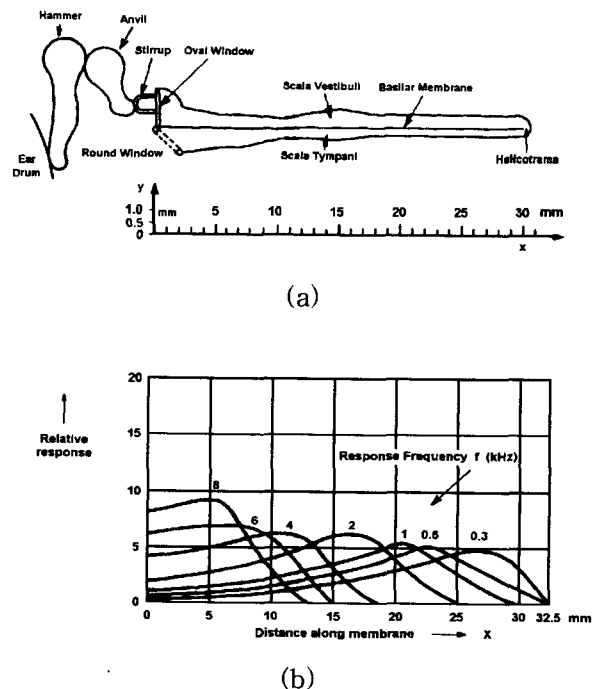 Hammer
Anvil
Stirrup
Oval Window
Scala Vestibuli
Basilar Membrane
Ear Drum
Round Window
Scala Tympani
Helicotrema
y
1.0
0.5
0
mm 5 10 15 20 25 30 mm
x
(a)
20
15
10
5
0
Relative response
Response Frequency f (kHz)
8 6 4 2 1 0.6 0.3
0 5 10 15 20 25 30 32.5 mm
Distance along membrane → X
(b)